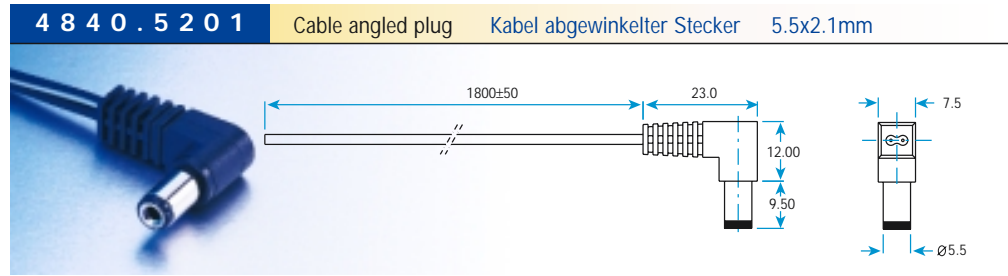 4840.5201 Cable angled plug Kabel abgewinkelter Stecker 5.5x2.1mm
1800±50 23.0 7.5
12.00
9.50
Ø5.5